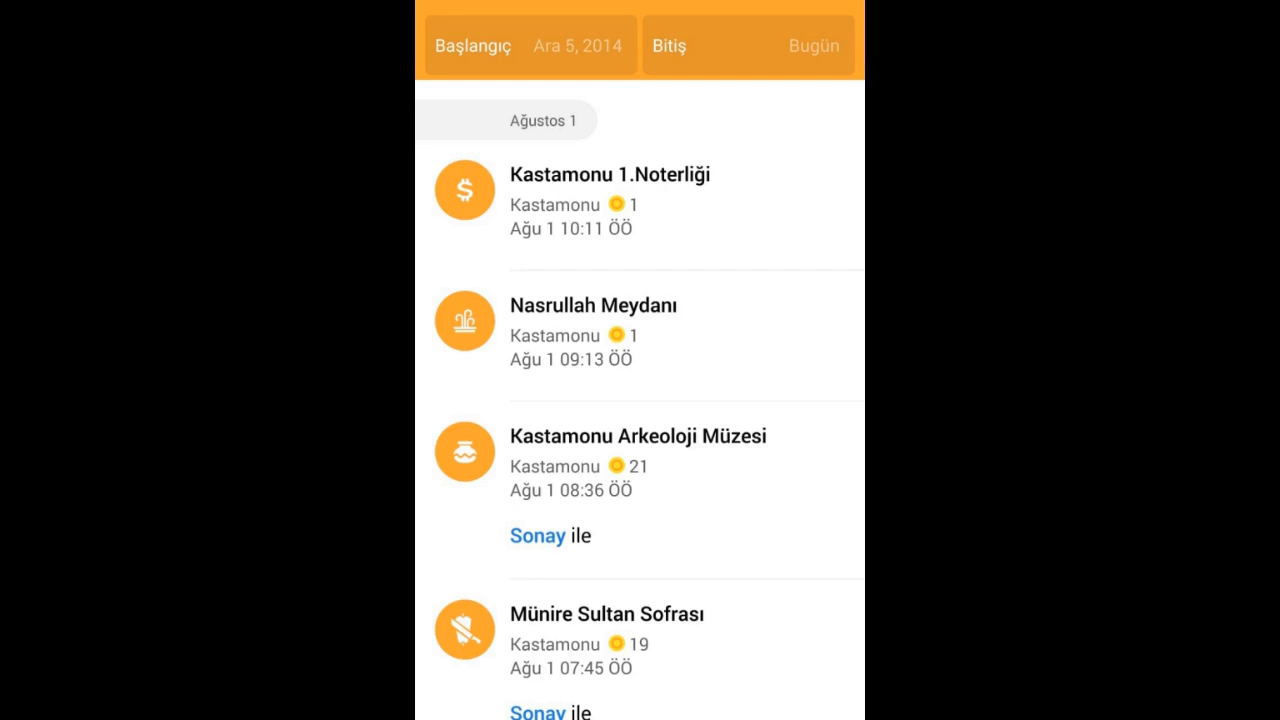 Başlangıç Ara 5, 2014 Bitiş Bugün
Ağustos 1
Kastamonu 1.Noterliği
Kastamonu 1
Ağu 1 10:11 ÖÖ
Nasrullah Meydanı
Kastamonu 1
Ağu 1 09:13 ÖÖ
Kastamonu Arkeoloji Müzesi
Kastamonu 21
Ağu 1 08:36 ÖÖ
Sonay ile
Münire Sultan Sofrası
Kastamonu 19
Ağu 1 07:45 ÖÖ
Sonay ile